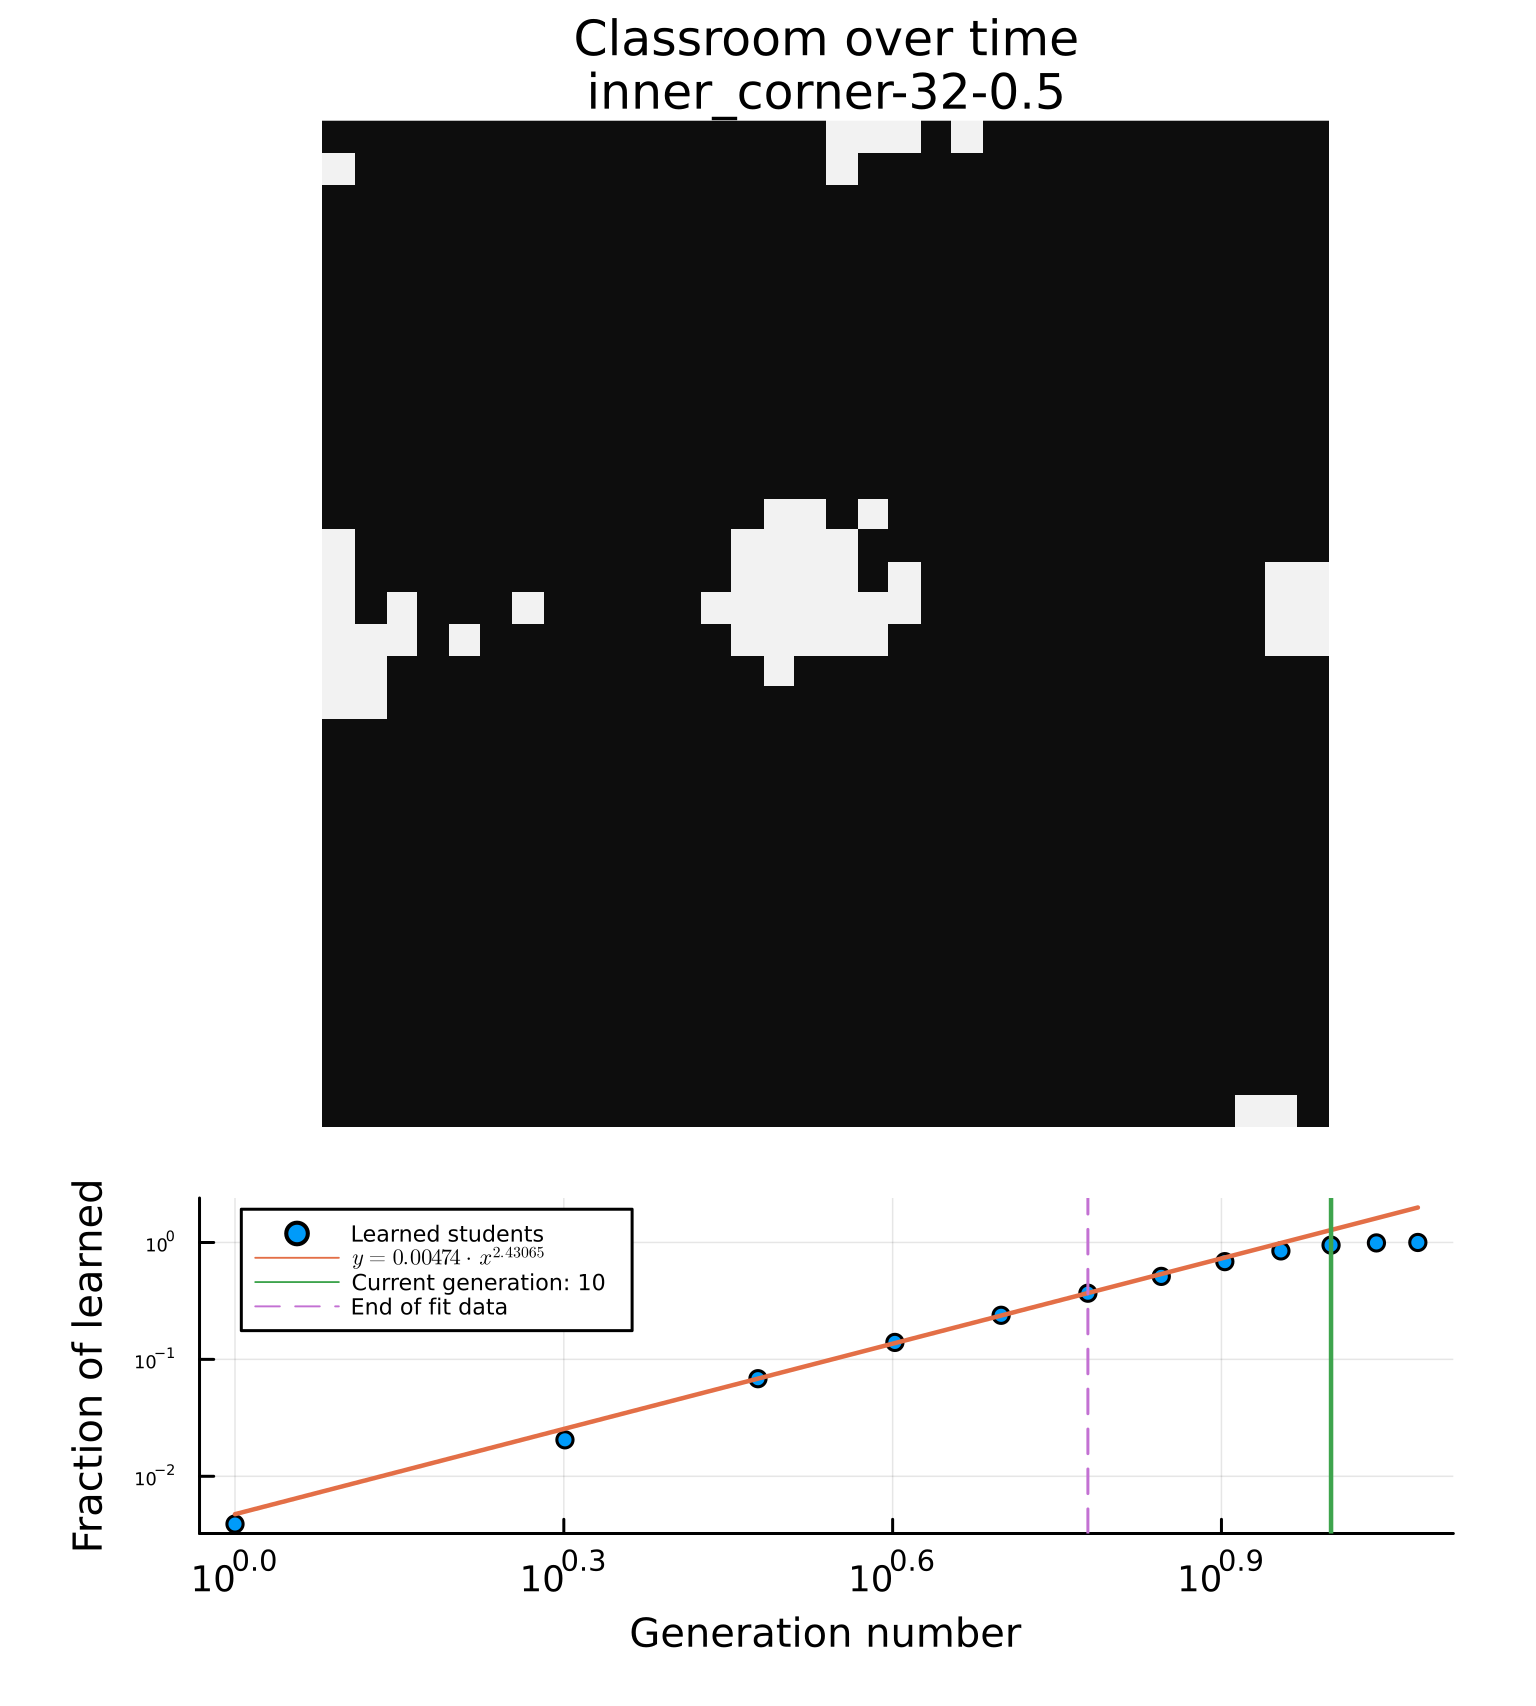 Classroom over time
inner_corner-32-0.5
Fraction of learned
10⁰
10⁻¹
10⁻²
Learned students
y = 0.00474 · x^2.43065
Current generation: 10
End of fit data
10^0.0 10^0.3 10^0.6 10^0.9
Generation number